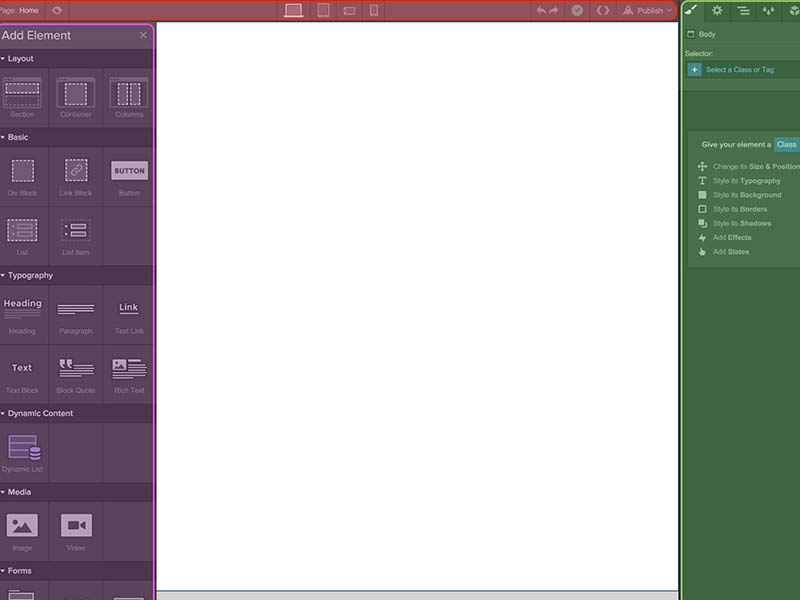 Page: Home
Publish
Add Element
Layout
Section Container Columns
Basic
BUTTON
Div Block Link Block Button
List List Item
Typography
Heading Link
Heading Paragraph Text Link
Text
Text Block Block Quote Rich Text
Dynamic Content
Dynamic List
Media
Image Video
Forms
Body
Selector:
+ Select a Class or Tag
Give your element a Class
Change its Size & Position
Style its Typography
Style its Background
Style its Borders
Style its Shadows
Add Effects
Add States